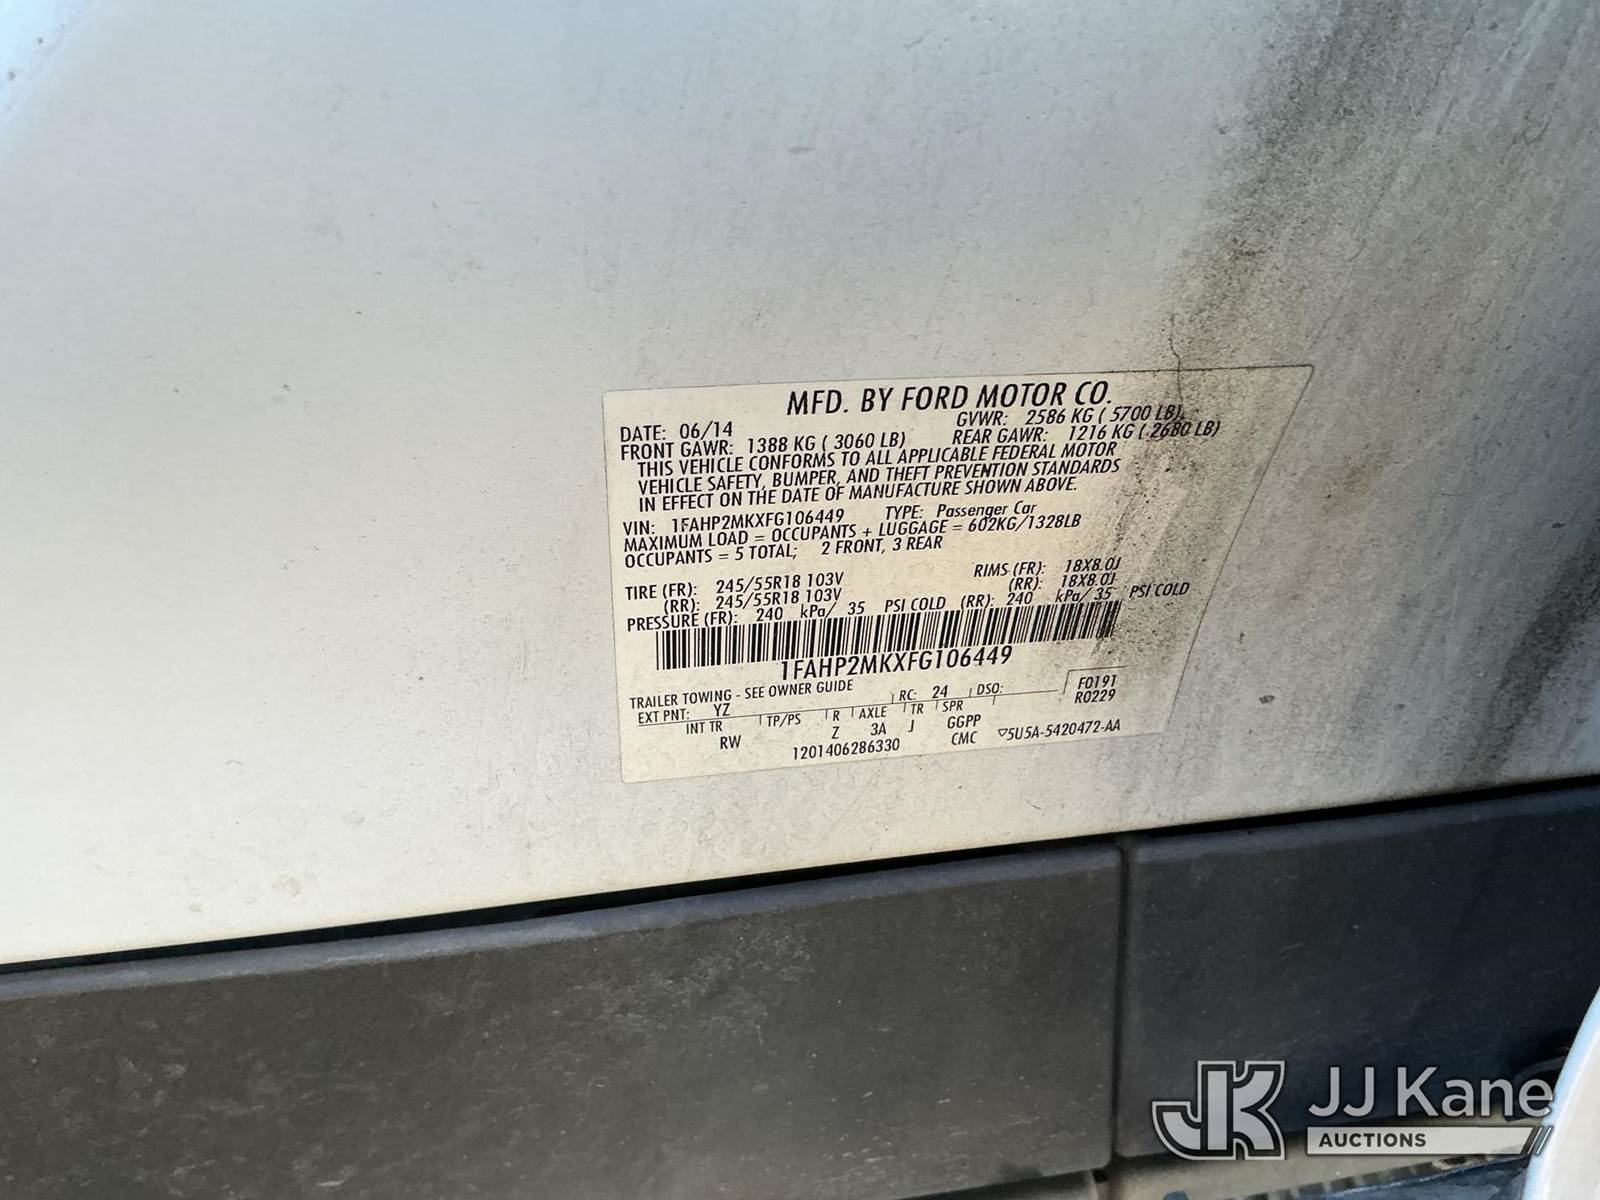 MFD. BY FORD MOTOR CO.
DATE: 06/14 GVWR: 2586 KG ( 5700 LB)
FRONT GAWR: 1388 KG ( 3060 LB) REAR GAWR: 1216 KG ( 2680 LB)
THIS VEHICLE CONFORMS TO ALL APPLICABLE FEDERAL MOTOR
VEHICLE SAFETY, BUMPER, AND THEFT PREVENTION STANDARDS
IN EFFECT ON THE DATE OF MANUFACTURE SHOWN ABOVE.
VIN: 1FAHP2MKXFG106449 TYPE: Passenger Car
MAXIMUM LOAD = OCCUPANTS + LUGGAGE = 602KG/1328LB
OCCUPANTS = 5 TOTAL; 2 FRONT, 3 REAR
TIRE (FR): 245/55R18 103V RIMS (FR): 18X8.0J
(RR): 245/55R18 103V (RR): 18X8.0J
PRESSURE (FR): 240 kPa/ 35 PSI COLD (RR): 240 kPa/ 35 PSI COLD
1FAHP2MKXFG106449
TRAILER TOWING - SEE OWNER GUIDE
EXT PNT: YZ RC: 24 DSO: F0191
R0229
INT TR TP/PS R AXLE TR SPR
RW Z 3A J GGPP
1201406286330 CMC ▽5U5A-5420472-AA
JK JJ Kane
AUCTIONS